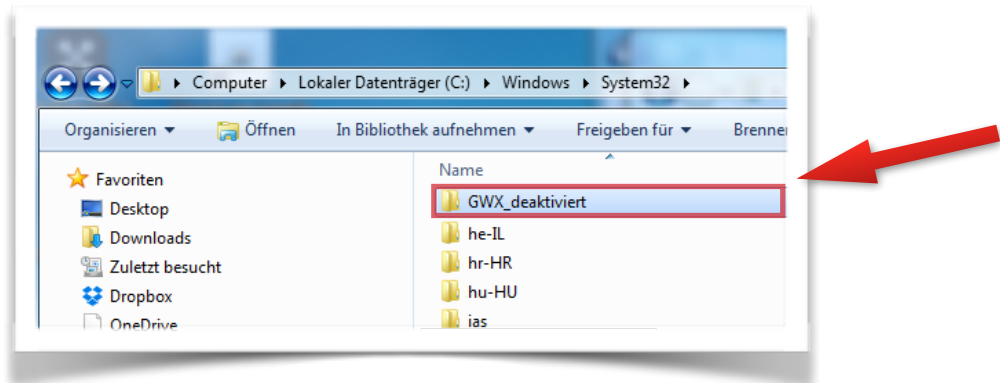 Computer Lokaler Datenträger (C:) Windows System32
Organisieren Öffnen In Bibliothek aufnehmen Freigeben für Brennen
Favoriten
Desktop
Downloads
Zuletzt besucht
Dropbox
OneDrive
Name
GWX_deaktiviert
he-IL
hr-HR
hu-HU
ias